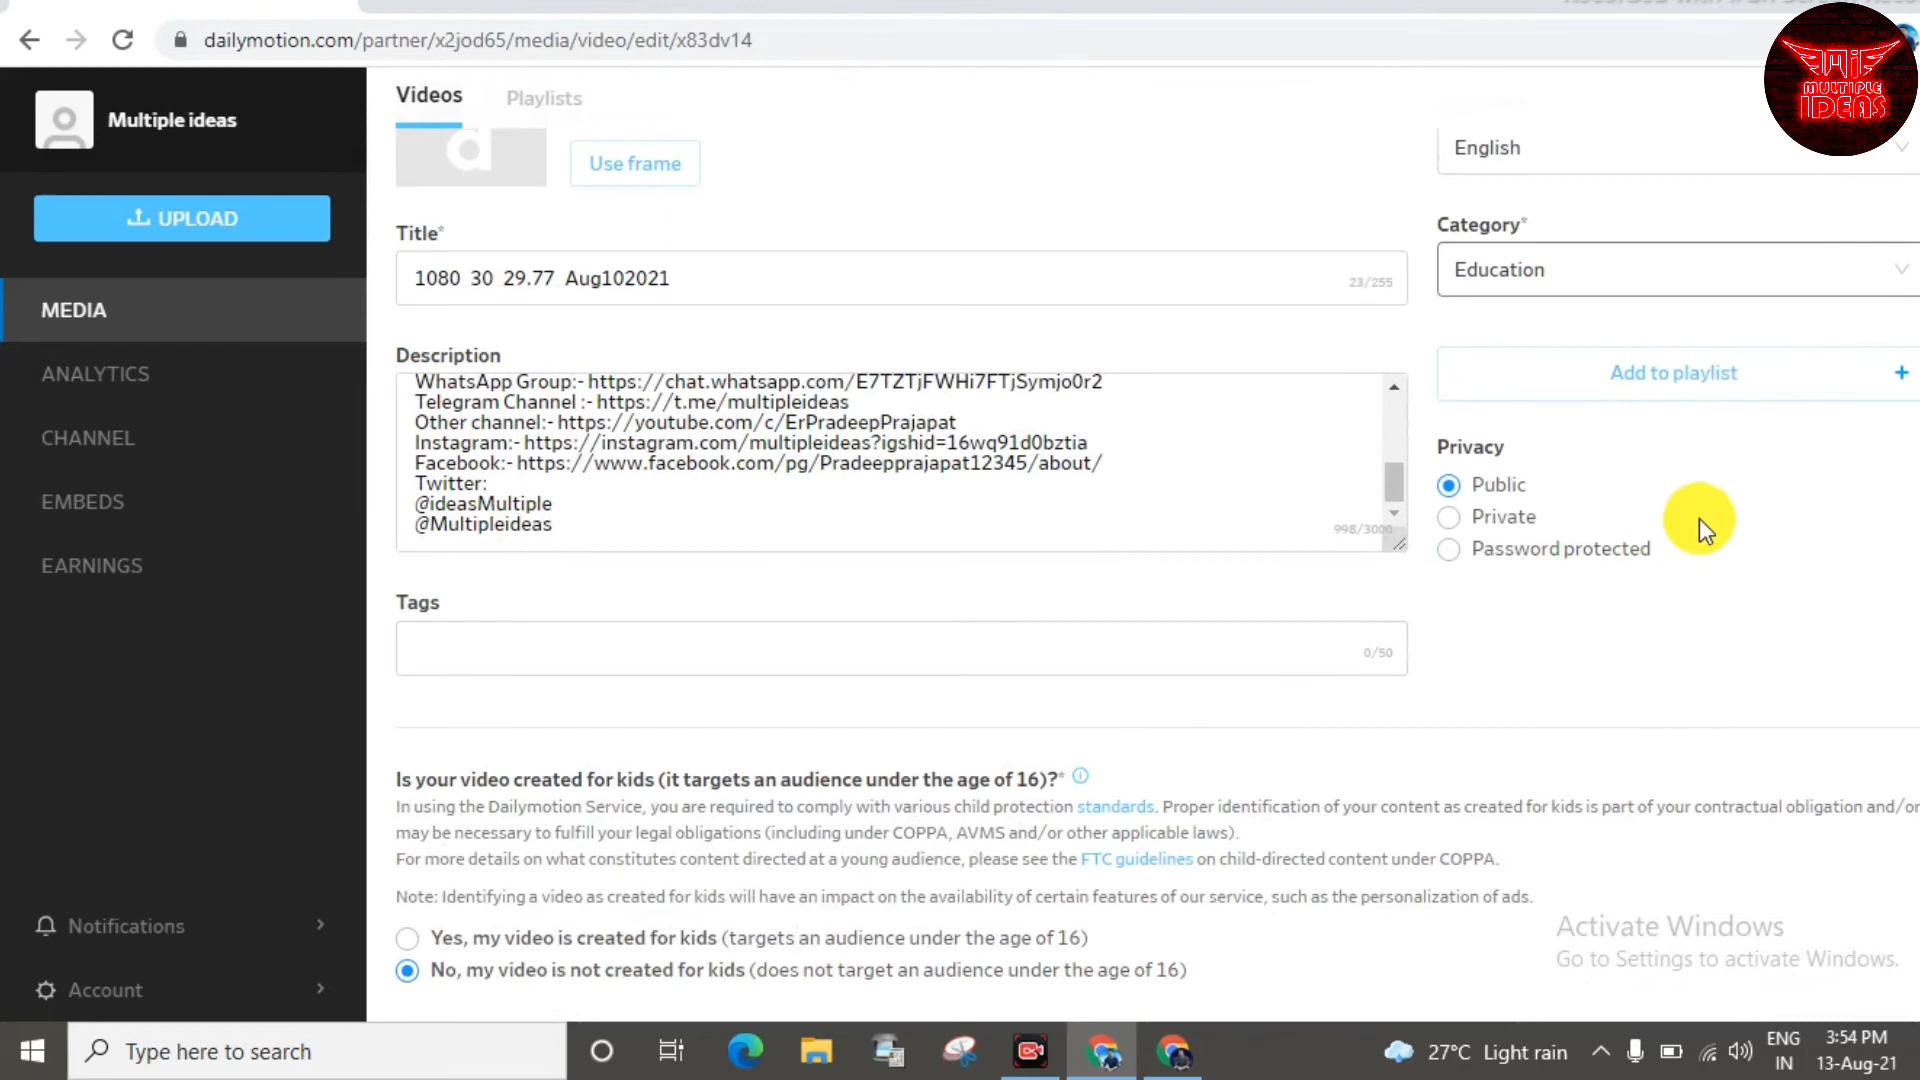 dailymotion.com/partner/x2jod65/media/video/edit/x83dv14
MULTIPLE
IDEAS
Multiple ideas
UPLOAD
MEDIA
ANALYTICS
CHANNEL
EMBEDS
EARNINGS
Notifications
Account
Videos
Playlists
Use frame
English
Title*
1080 30 29.77 Aug102021
23/255
Category*
Education
Description
WhatsApp Group:- https://chat.whatsapp.com/E7TZTjFWHi7FTjSymjo0r2
Telegram Channel :- https://t.me/multipleideas
Other channel:- https://youtube.com/c/ErPradeepPrajapat
Instagram:- https://instagram.com/multipleideas?igshid=16wq91d0bztia
Facebook:- https://www.facebook.com/pg/Pradeepprajapat12345/about/
Twitter:
@ideasMultiple
@Multipleideas
998/3000
Add to playlist +
Privacy
Public
Private
Password protected
Tags
0/50
Is your video created for kids (it targets an audience under the age of 16)?*
In using the Dailymotion Service, you are required to comply with various child protection standards. Proper identification of your content as created for kids is part of your contractual obligation and/or
may be necessary to fulfill your legal obligations (including under COPPA, AVMS and/or other applicable laws).
For more details on what constitutes content directed at a young audience, please see the FTC guidelines on child-directed content under COPPA.
Note: Identifying a video as created for kids will have an impact on the availability of certain features of our service, such as the personalization of ads.
Yes, my video is created for kids (targets an audience under the age of 16)
No, my video is not created for kids (does not target an audience under the age of 16)
Activate Windows
Go to Settings to activate Windows.
Type here to search
27°C Light rain
ENG
IN
3:54 PM
13-Aug-21